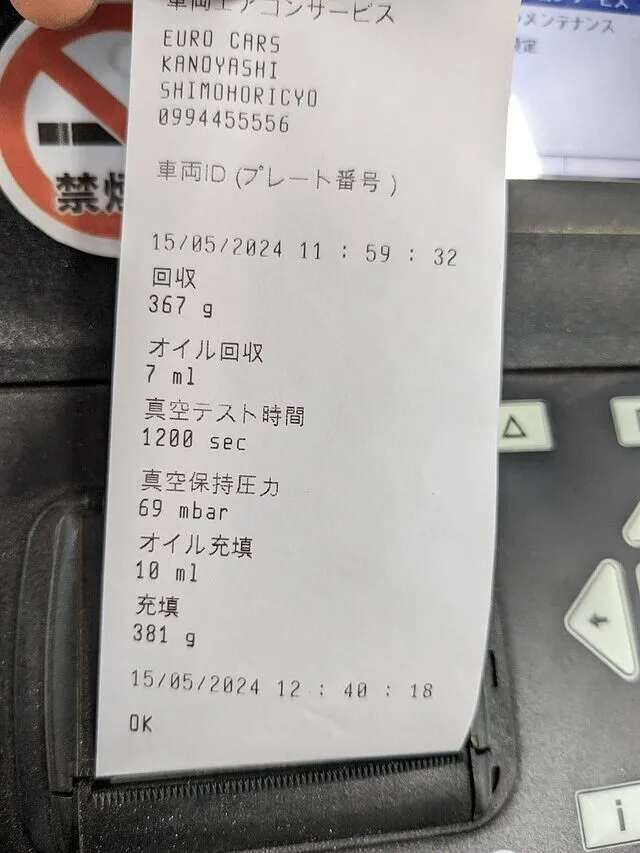 車両エアコンサービス
EURO CARS
KANOYASHI
SHIMOHORICYO
0994455556
車両ID (プレート番号 )
15/05/2024 11 : 59 : 32
回収
367 g
オイル回収
7 ml
真空テスト時間
1200 sec
真空保持圧力
69 mbar
オイル充填
10 ml
充填
381 g
15/05/2024 12 : 40 : 18
OK
禁煙
メンテナンス
i